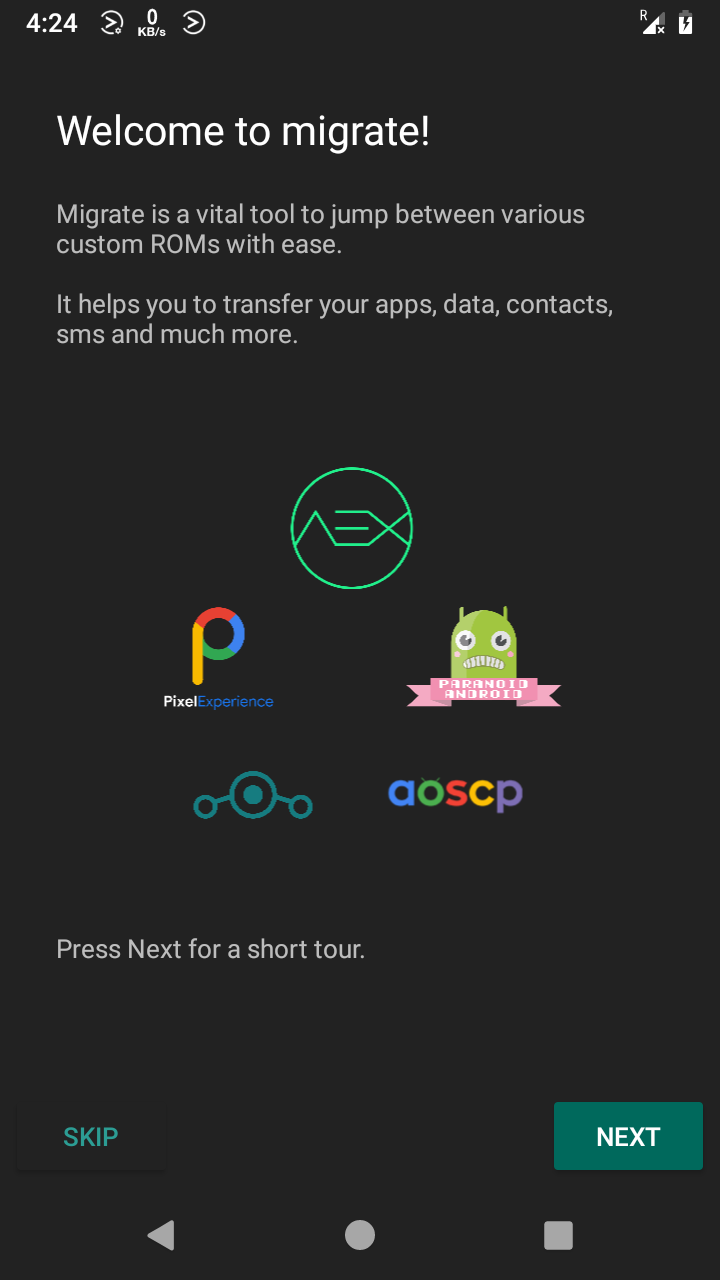 4:24
0
KB/s
R
Welcome to migrate!
Migrate is a vital tool to jump between various
custom ROMs with ease.
It helps you to transfer your apps, data, contacts,
sms and much more.
AEX
PixelExperience
PARANOID
ANDROID
aoscp
Press Next for a short tour.
SKIP
NEXT